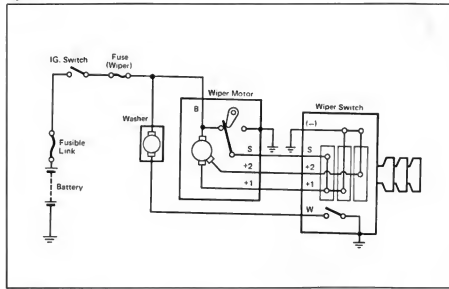 IG. Switch
Fuse
(Wiper)
Wiper Motor
B
Washer
Wiper Switch
(−)
S
S
+2
+2
+1
+1
W
Fusible
Link
Battery